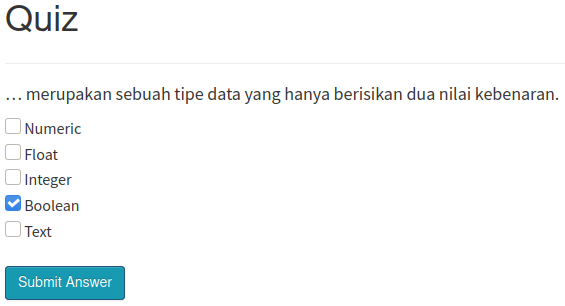 Quiz
… merupakan sebuah tipe data yang hanya berisikan dua nilai kebenaran.
Numeric
Float
Integer
Boolean
Text
Submit Answer